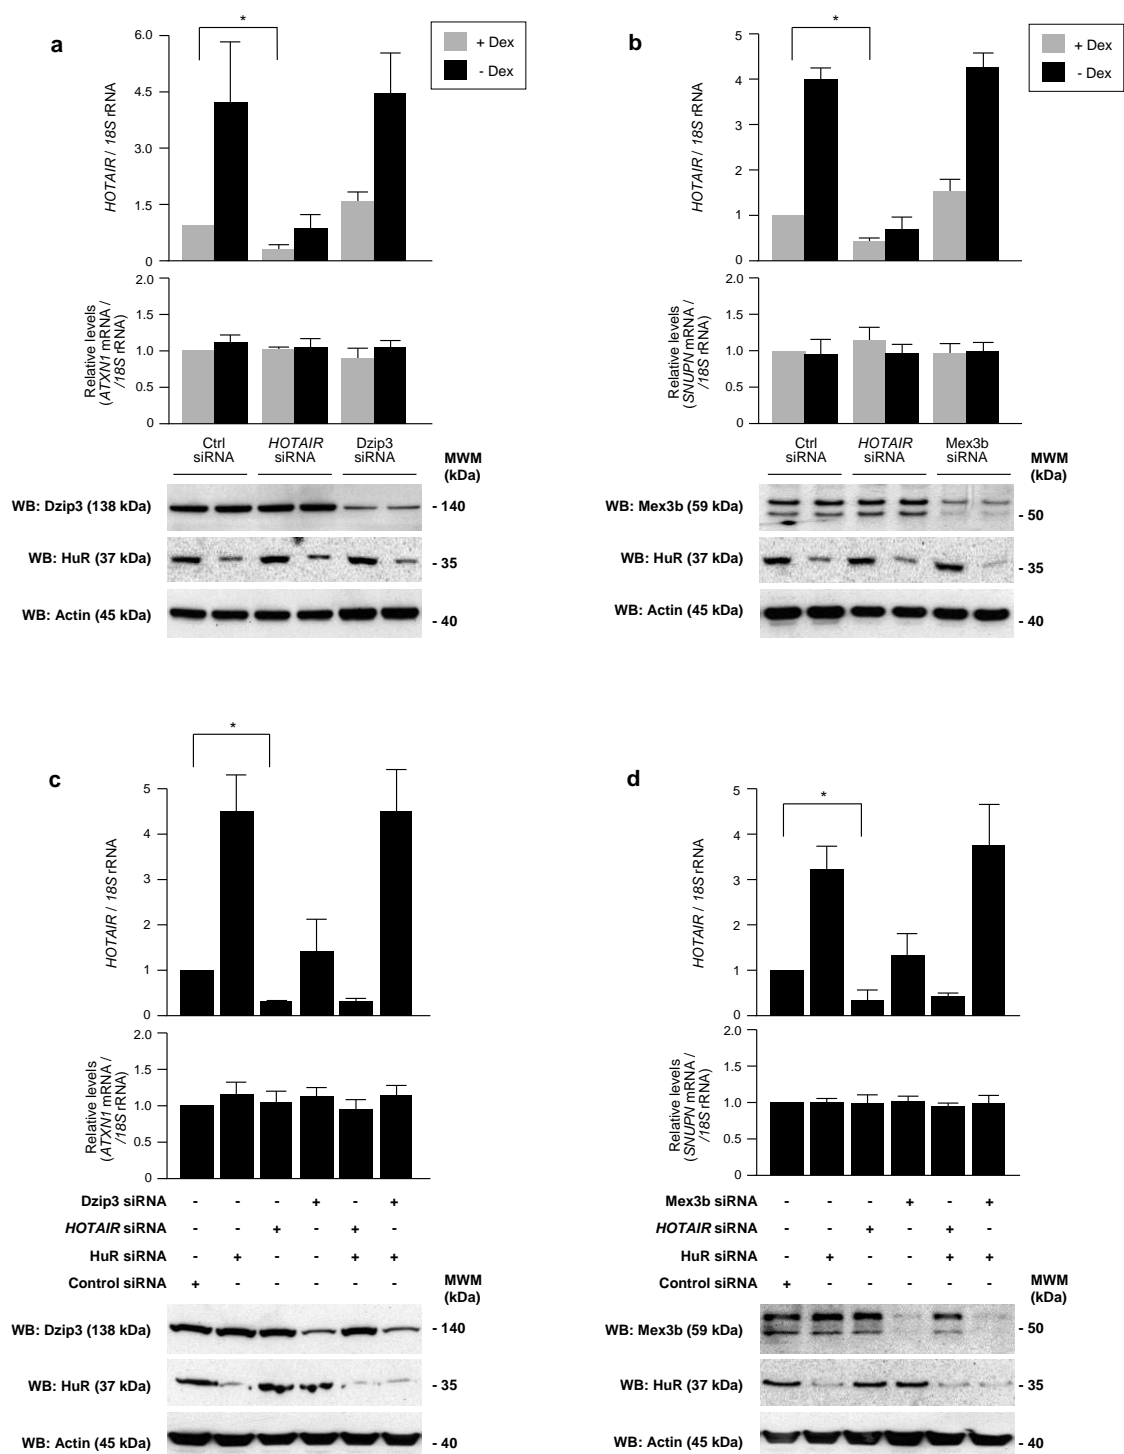 a
*
+ Dex
- Dex
HOTAIR / 18S rRNA
6.0
4.5
3.0
1.5
0
Relative levels
(ATXN1 mRNA /
/18S rRNA)
2.0
1.5
1.0
0.5
0
Ctrl
siRNA
HOTAIR
siRNA
Dzip3
siRNA
MWM
(kDa)
WB: Dzip3 (138 kDa)
- 140
WB: HuR (37 kDa)
- 35
WB: Actin (45 kDa)
- 40
b
*
+ Dex
- Dex
HOTAIR / 18S rRNA
5
4
3
2
1
0
Relative levels
(SNUPN mRNA /
/18S rRNA)
2.0
1.5
1.0
0.5
0
Ctrl
siRNA
HOTAIR
siRNA
Mex3b
siRNA
MWM
(kDa)
WB: Mex3b (59 kDa)
- 50
WB: HuR (37 kDa)
- 35
WB: Actin (45 kDa)
- 40
c
*
HOTAIR / 18S rRNA
5
4
3
2
1
0
Relative levels
(ATXN1 mRNA /
/18S rRNA)
2.0
1.5
1.0
0.5
0
Dzip3 siRNA - - - + - +
HOTAIR siRNA - - + - + -
HuR siRNA - + - - + +
Control siRNA + - - - - -
MWM
(kDa)
WB: Dzip3 (138 kDa)
- 140
WB: HuR (37 kDa)
- 35
WB: Actin (45 kDa)
- 40
d
*
HOTAIR / 18S rRNA
5
4
3
2
1
0
Relative levels
(SNUPN mRNA /
/18S rRNA)
2.0
1.5
1.0
0.5
0
Mex3b siRNA - - - + - +
HOTAIR siRNA - - + - + -
HuR siRNA - + - - + +
Control siRNA + - - - - -
MWM
(kDa)
WB: Mex3b (59 kDa)
- 50
WB: HuR (37 kDa)
- 35
WB: Actin (45 kDa)
- 40